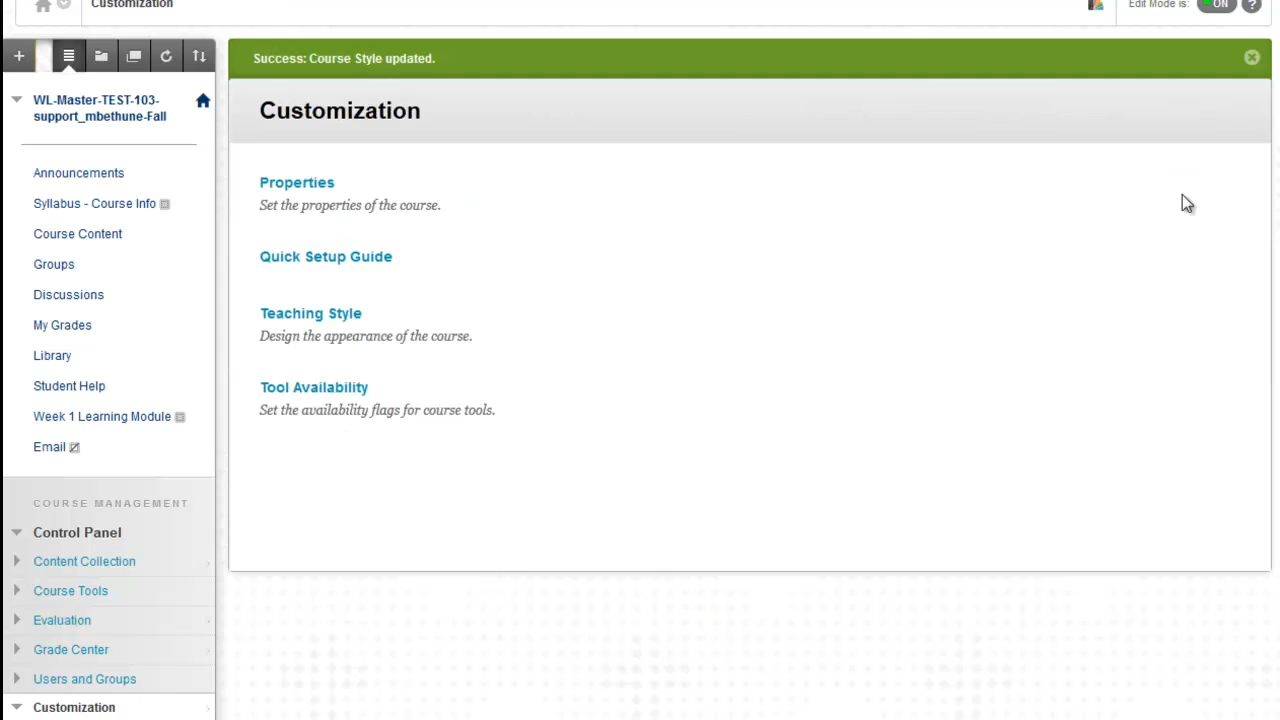 Customization
Edit Mode is: ON ?
Success: Course Style updated.
WL-Master-TEST-103-
support_mbethune-Fall
Customization
Announcements
Syllabus - Course Info
Course Content
Groups
Discussions
My Grades
Library
Student Help
Week 1 Learning Module
Email
Properties
Set the properties of the course.
Quick Setup Guide
Teaching Style
Design the appearance of the course.
Tool Availability
Set the availability flags for course tools.
COURSE MANAGEMENT
Control Panel
Content Collection
Course Tools
Evaluation
Grade Center
Users and Groups
Customization